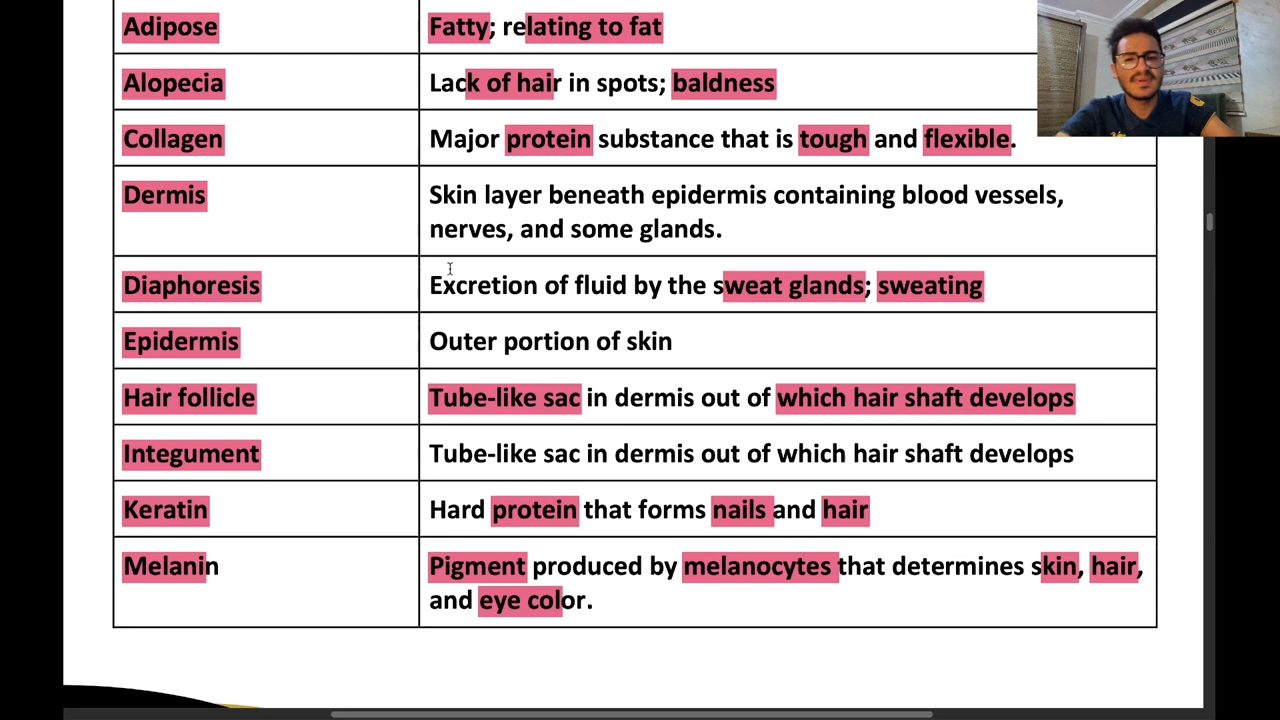 Adipose
Fatty; relating to fat
Alopecia
Lack of hair in spots; baldness
Collagen
Major protein substance that is tough and flexible.
Dermis
Skin layer beneath epidermis containing blood vessels,
nerves, and some glands.
Diaphoresis
Excretion of fluid by the sweat glands; sweating
Epidermis
Outer portion of skin
Hair follicle
Tube-like sac in dermis out of which hair shaft develops
Integument
Tube-like sac in dermis out of which hair shaft develops
Keratin
Hard protein that forms nails and hair
Melanin
Pigment produced by melanocytes that determines skin, hair,
and eye color.